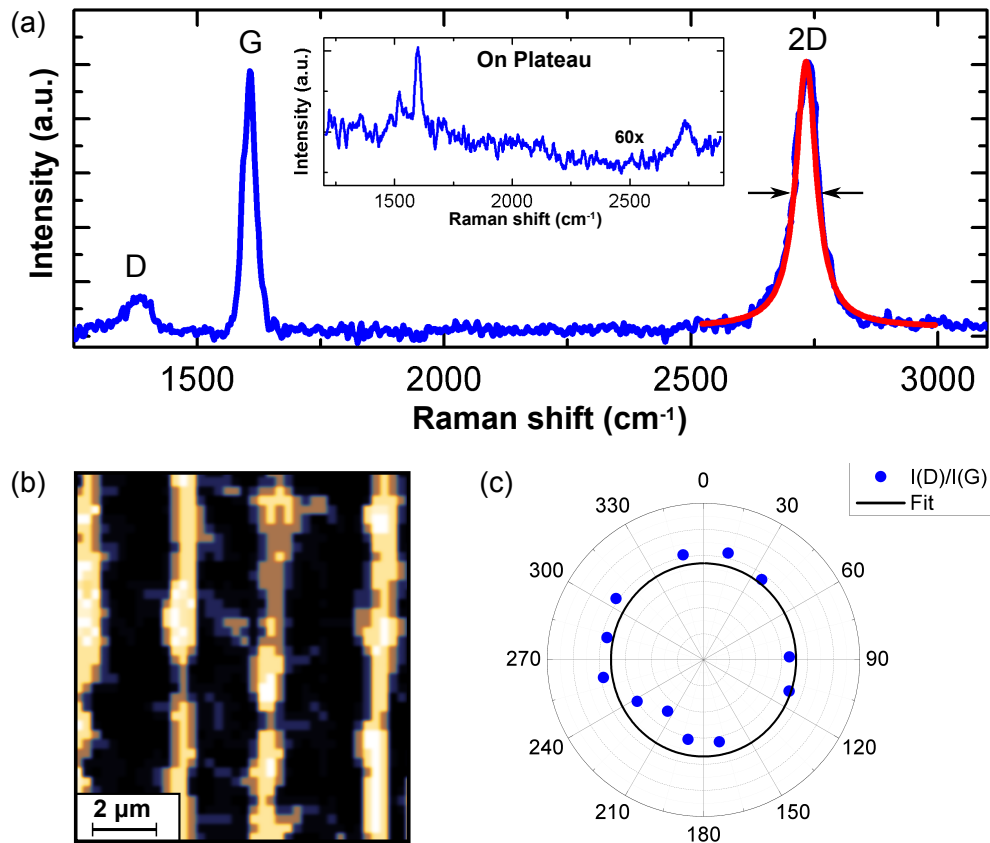 (a)
D
G
2D
Intensity (a.u.)
1500
2000
2500
3000
Raman shift (cm⁻¹)
On Plateau
60x
Intensity (a.u.)
1500
2000
2500
Raman shift (cm⁻¹)
(b)
2 µm
(c)
I(D)/I(G)
Fit
0
30
60
90
120
150
180
210
240
270
300
330